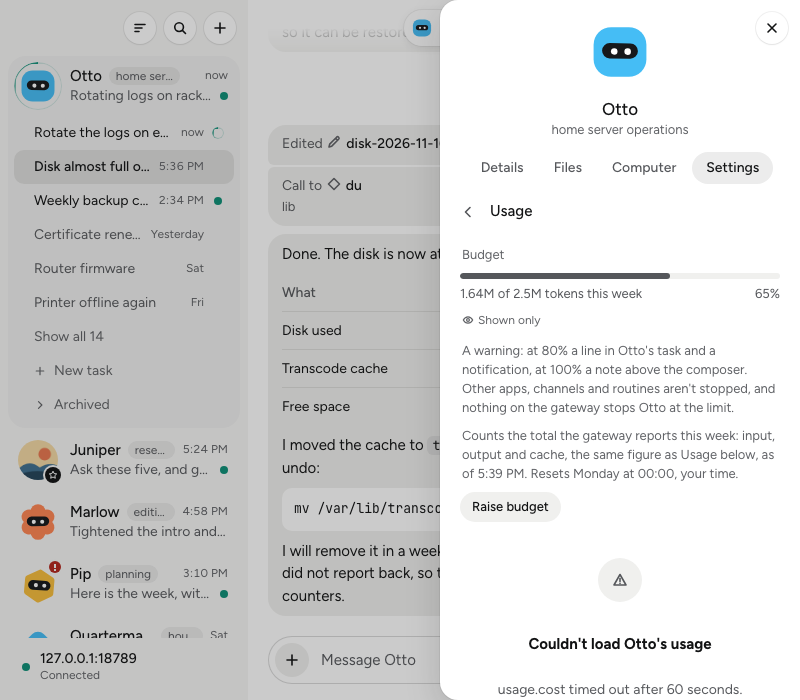 Otto
home ser...
now
Rotating logs on rack...
Rotate the logs on e...
now
Disk almost full o...
5:36 PM
Weekly backup c...
2:34 PM
Certificate rene...
Yesterday
Router firmware
Sat
Printer offline again
Fri
Show all 14
New task
Archived
Juniper
rese...
5:24 PM
Ask these five, and g...
Marlow
editi...
4:58 PM
Tightened the intro and...
Pip
planning
3:10 PM
Here is the week, wit...
Quarterma
hou
Sat
127.0.0.1:18789
Connected
so it can be restor
Edited
disk-2026-11-1
Call to
du
lib
Done. The disk is now at
What
Disk used
Transcode cache
Free space
I moved the cache to t
undo:
mv /var/lib/transco
I will remove it in a week
did not report back, so t
counters.
Message Otto
Otto
home server operations
Details
Files
Computer
Settings
Usage
Budget
1.64M of 2.5M tokens this week
65%
Shown only
A warning: at 80% a line in Otto's task and a
notification, at 100% a note above the composer.
Other apps, channels and routines aren't stopped, and
nothing on the gateway stops Otto at the limit.
Counts the total the gateway reports this week: input,
output and cache, the same figure as Usage below, as
of 5:39 PM. Resets Monday at 00:00, your time.
Raise budget
Couldn't load Otto's usage
usage.cost timed out after 60 seconds.